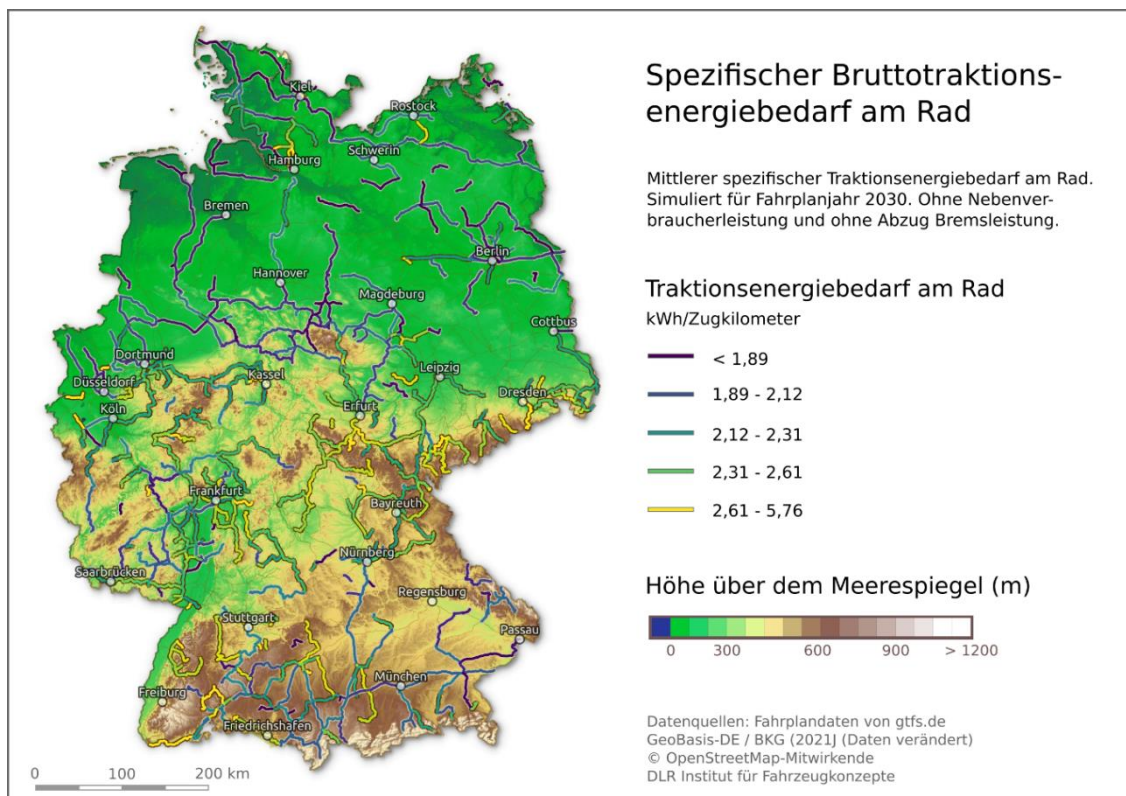 Spezifischer Bruttotraktions-
energiebedarf am Rad
Mittlerer spezifischer Traktionsenergiebedarf am Rad.
Simuliert für Fahrplanjahr 2030. Ohne Nebenver-
braucherleistung und ohne Abzug Bremsleistung.
Traktionsenergiebedarf am Rad
kWh/Zugkilometer
< 1,89
1,89 - 2,12
2,12 - 2,31
2,31 - 2,61
2,61 - 5,76
Höhe über dem Meerespiegel (m)
0 300 600 900 > 1200
Datenquellen: Fahrplandaten von gtfs.de
GeoBasis-DE / BKG (2021J (Daten verändert)
© OpenStreetMap-Mitwirkende
DLR Institut für Fahrzeugkonzepte
Kiel
Rostock
Schwerin
Hamburg
Bremen
Berlin
Hannover
Magdeburg
Cottbus
Dortmund
Düsseldorf
Kassel
Leipzig
Köln
Dresden
Erfurt
Frankfurt
Bayreuth
Nürnberg
Saarbrücken
Regensburg
Stuttgart
Passau
München
Freiburg
Friedrichshafen
0 100 200 km